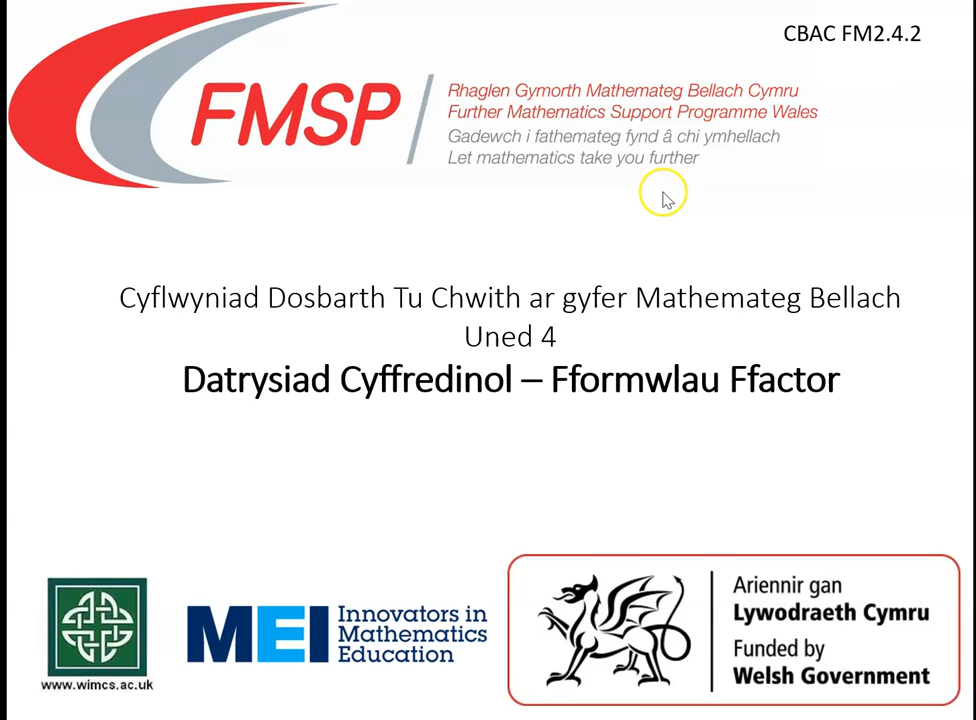 CBAC FM2.4.2
FMSP
Rhaglen Gymorth Mathemateg Bellach Cymru
Further Mathematics Support Programme Wales
Gadewch i fathemateg fynd â chi ymhellach
Let mathematics take you further
Cyflwyniad Dosbarth Tu Chwith ar gyfer Mathemateg Bellach
Uned 4
Datrysiad Cyffredinol – Fformwlau Ffactor
www.wimcs.ac.uk
MEI
Innovators in
Mathematics
Education
Ariennir gan
Lywodraeth Cymru
Funded by
Welsh Government